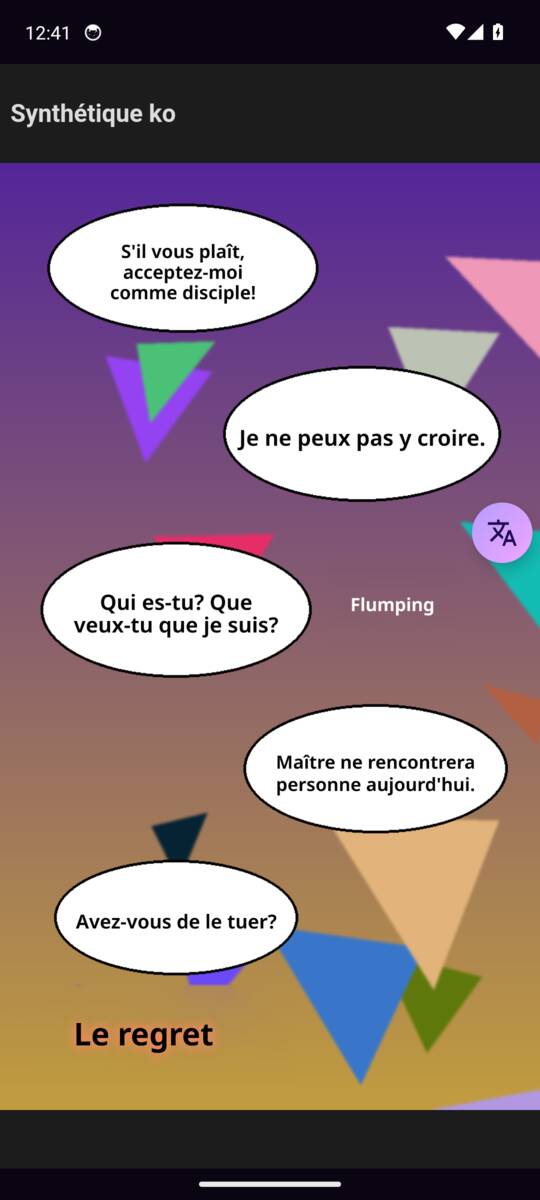 12:41
Synthétique ko
S'il vous plaît,
acceptez-moi
comme disciple!
Je ne peux pas y croire.
Qui es-tu? Que
veux-tu que je suis?
Flumping
Maître ne rencontrera
personne aujourd'hui.
Avez-vous de le tuer?
Le regret